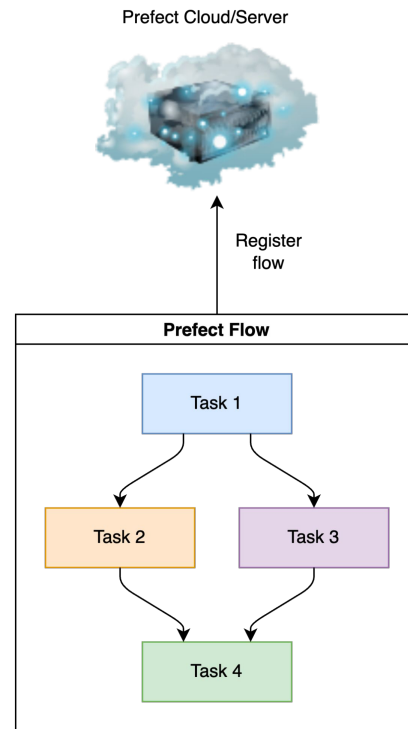 Prefect Cloud/Server
Register
flow
Prefect Flow
Task 1
Task 2
Task 3
Task 4